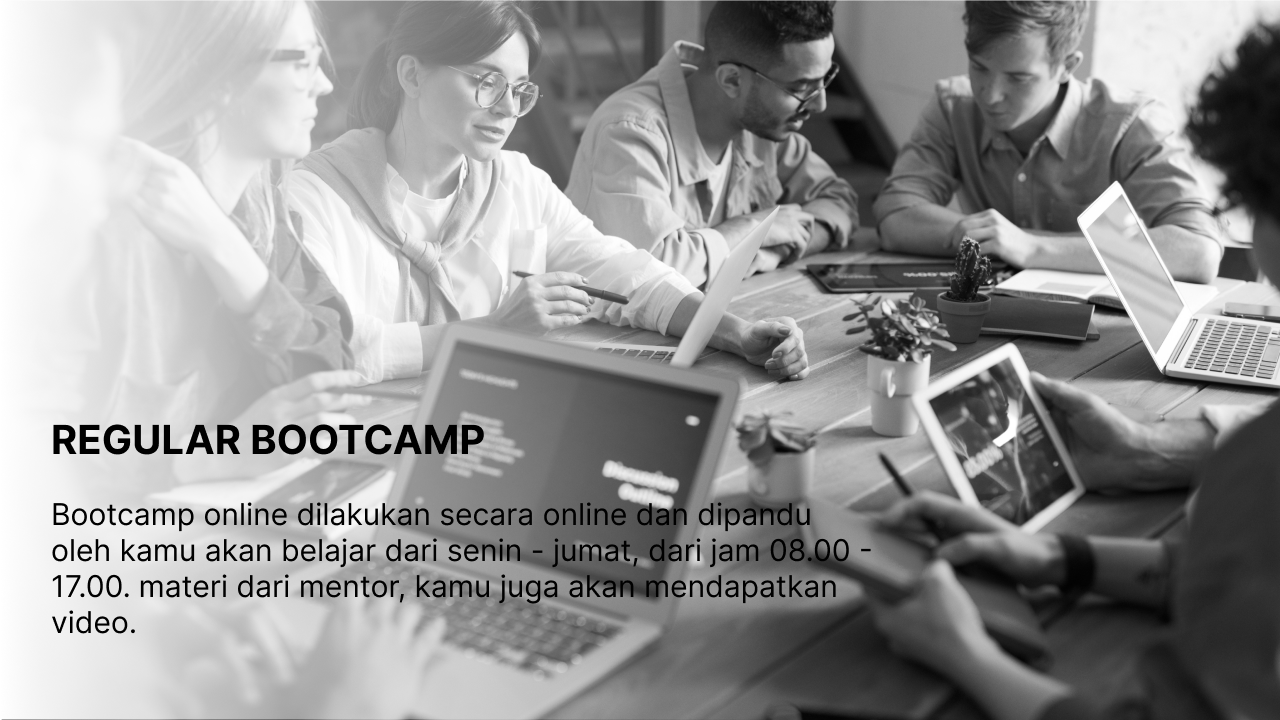 REGULAR BOOTCAMP
Bootcamp online dilakukan secara online dan dipandu
oleh kamu akan belajar dari senin - jumat, dari jam 08.00 -
17.00. materi dari mentor, kamu juga akan mendapatkan
video.